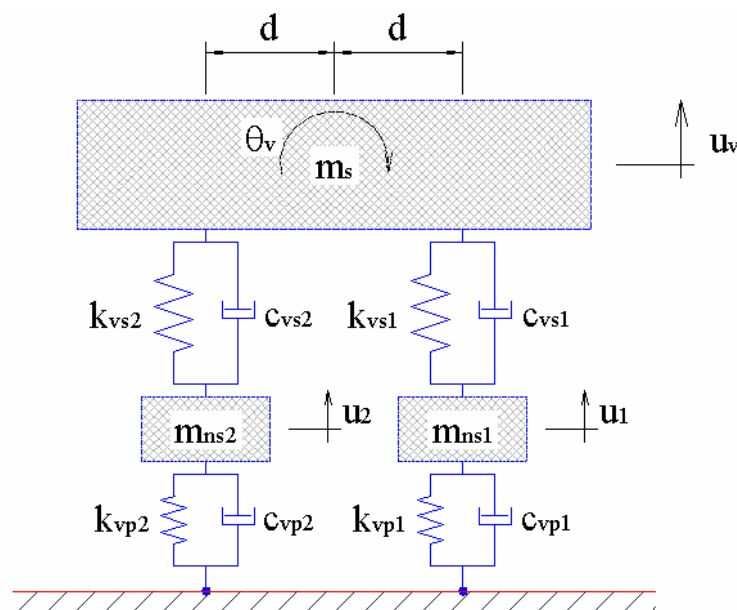 d d
θv
ms
uv
kvs2 cvs2 kvs1 cvs1
mns2 u2 mns1 u1
kvp2 cvp2 kvp1 cvp1